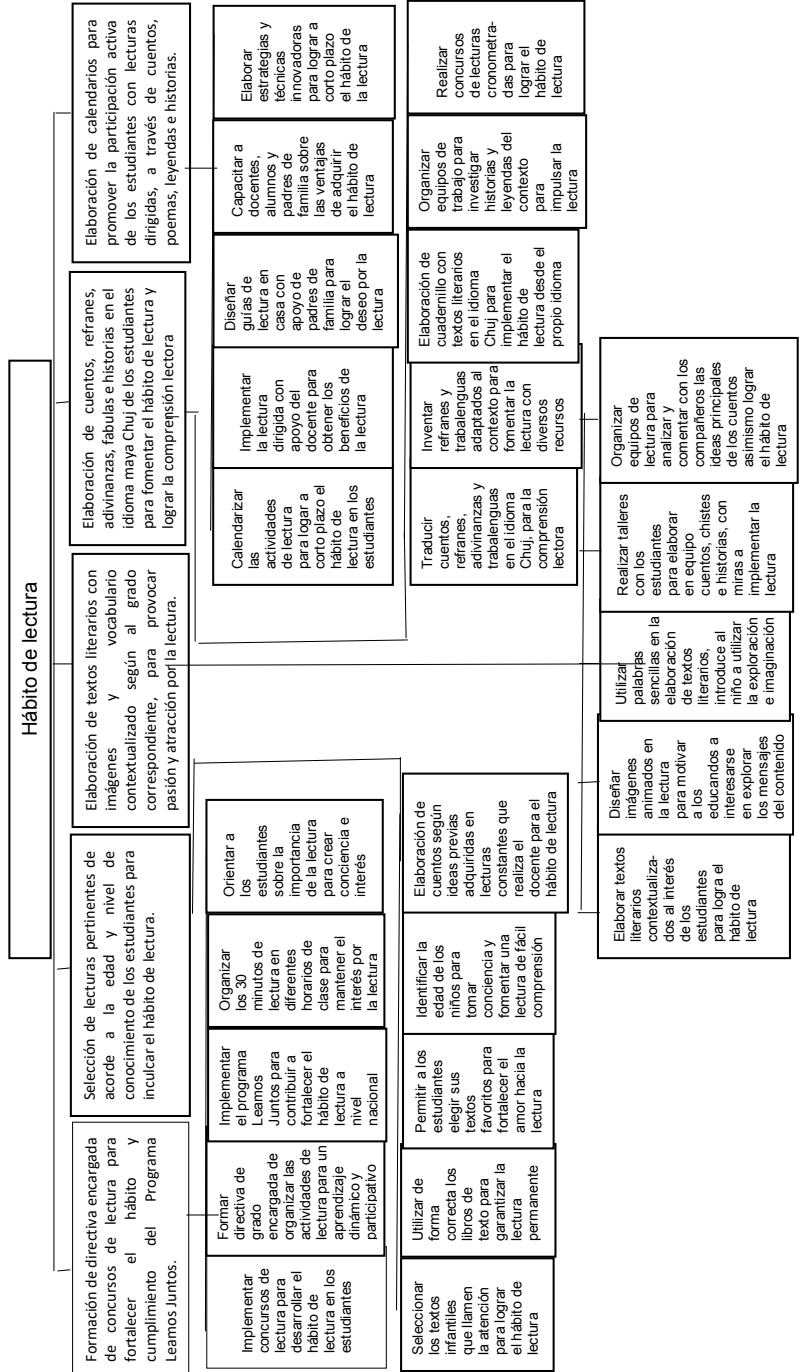 Hábito de lectura
Formación de directiva encargada
de concursos de lectura para
fortalecer el hábito y
cumplimiento del Programa
Leamos Juntos.
Selección de lecturas pertinentes de
acorde a la edad y nivel de
conocimiento de los estudiantes para
inculcar el hábito de lectura.
Elaboración de textos literarios con
imágenes y vocabulario
contextualizado según al grado
correspondiente, para provocar
pasión y atracción por la lectura.
Elaboración de cuentos, refranes,
adivinanzas, fabulas e historias en el
idioma maya Chuj de los estudiantes
para fomentar el hábito de lectura y
lograr la comprensión lectora
Elaboración de calendarios para
promover la participación activa
de los estudiantes con lecturas
dirigidas, a través de cuentos,
poemas, leyendas e historias.
Implementar
concursos de
lectura para
desarrollar el
hábito de
lectura en los
estudiantes
Formar
directiva de
grado
encargada de
organizar las
actividades de
lectura para un
aprendizaje
dinámico y
participativo
Implementar
el programa
Leamos
Juntos para
contribuir a
fortalecer el
hábito de
lectura a
nivel
nacional
Organizar
los 30
minutos de
lectura en
diferentes
horarios de
clase para
mantener el
interés por
la lectura
Orientar a
los
estudiantes
sobre la
importancia
de la lectura
para crear
conciencia e
interés
Calendarizar
las
actividades
de lectura
para logar a
corto plazo el
hábito de
lectura en los
estudiantes
Implementar
la lectura
dirigida con
apoyo del
docente para
obtener los
beneficios de
la lectura
Diseñar
guías de
lectura en
casa con
apoyo de
padres de
familia para
lograr el
deseo por la
lectura
Capacitar a
docentes,
alumnos y
padres de
familia sobre
las ventajas
de adquirir
el hábito de
lectura
Elaborar
estrategias y
técnicas
innovadoras
para lograr a
corto plazo
el hábito de
la lectura
Seleccionar
los textos
infantiles
que llamen
la atención
para lograr
el hábito de
lectura
Utilizar de
forma
correcta los
libros de
texto para
garantizar la
lectura
permanente
Permitir a los
estudiantes
elegir sus
textos
favoritos para
fortalecer el
amor hacia la
lectura
Identificar la
edad de los
niños para
tomar
conciencia y
fomentar una
lectura de fácil
comprensión
Elaboración de
cuentos según
ideas previas
adquiridas en
lecturas
constantes que
realiza el
docente para el
hábito de lectura
Traducir
cuentos,
refranes,
adivinanzas y
trabalenguas
en el idioma
Chuj, para la
comprensión
lectora
Inventar
refranes y
trabalenguas
adaptados al
contexto para
fomentar la
lectura con
diversos
recursos
Elaboración de
cuadernillo con
textos literarios
en el idioma
Chuj para
implementar el
hábito de
lectura desde el
propio idioma
Organizar
equipos de
trabajo para
investigar
historias y
leyendas del
contexto
para
impulsar la
lectura
Realizar
concursos
de lecturas
cronometra-
das para
lograr el
hábito de
lectura
Elaborar textos
literarios
contextualiza-
dos al interés
de los
estudiantes
para logra el
hábito de
lectura
Diseñar
imágenes
animados en
la lectura
para motivar
a los
educandos a
interesarse
en explorar
los mensajes
del contenido
Utilizar
palabras
sencillas en la
elaboración
de textos
literarios,
introduce al
niño a utilizar
la exploración
e imaginación
Realizar talleres
con los
estudiantes
para elaborar
en equipo
cuentos, chistes
e historias, con
miras a
implementar la
lectura
Organizar
equipos de
lectura para
analizar y
comentar con los
compañeros las
ideas principales
de los cuentos
asimismo lograr
el hábito de
lectura